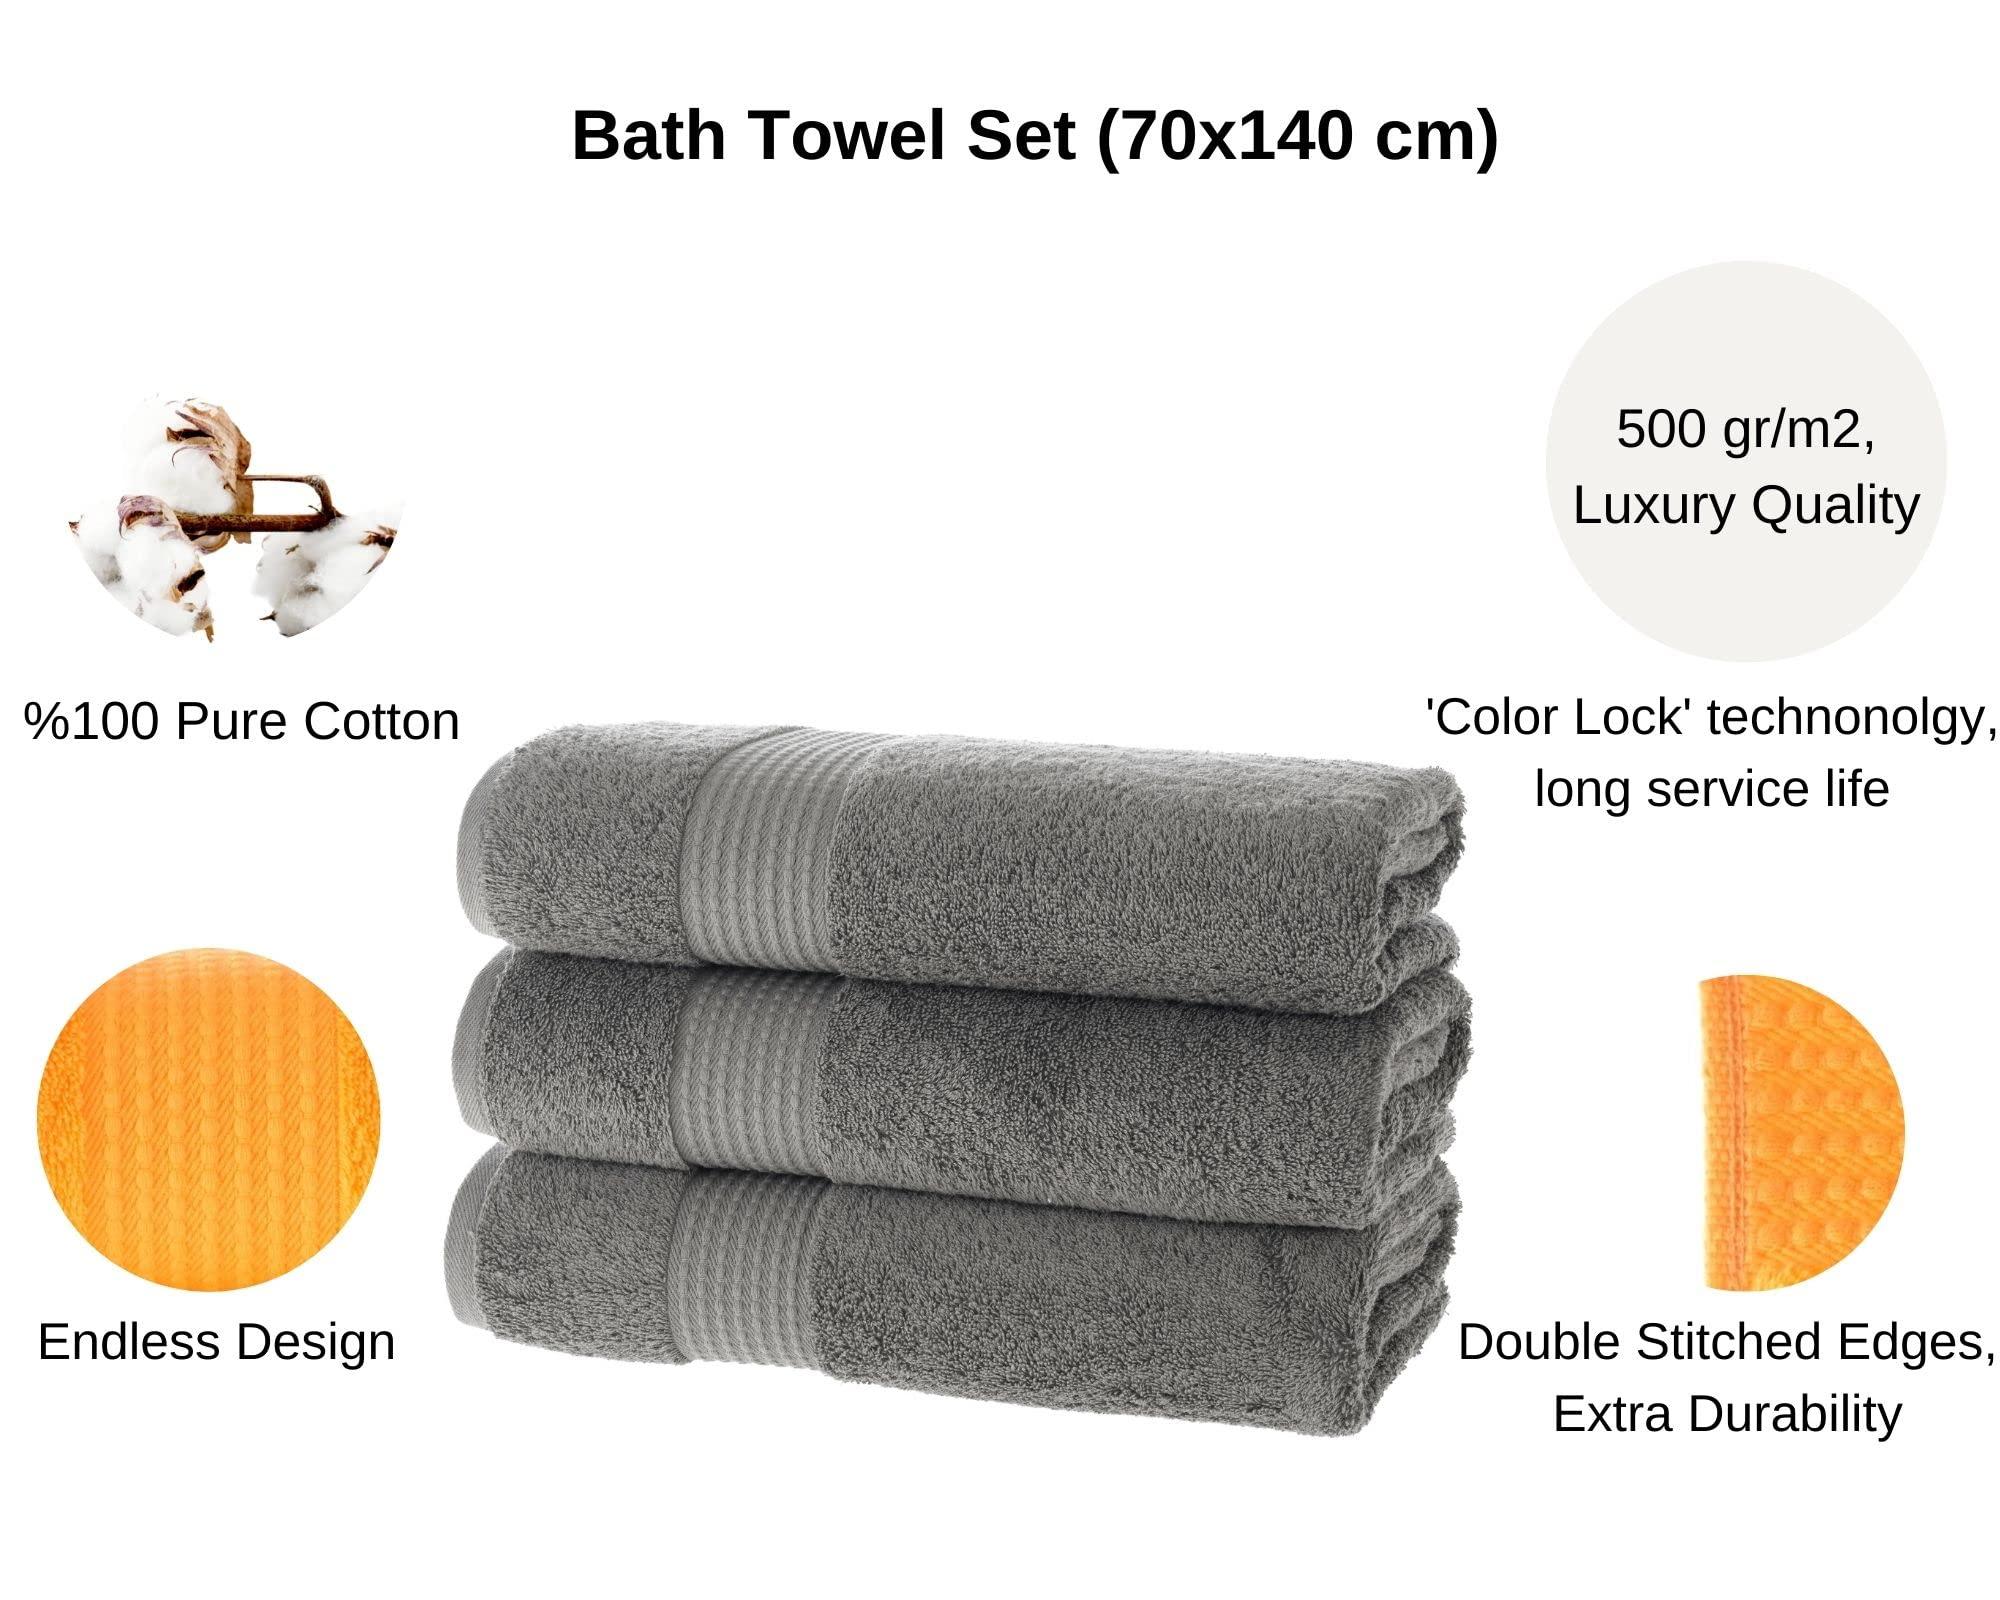 Bath Towel Set (70x140 cm)
500 gr/m2,
Luxury Quality
%100 Pure Cotton
'Color Lock' technonolgy,
long service life
Endless Design
Double Stitched Edges,
Extra Durability